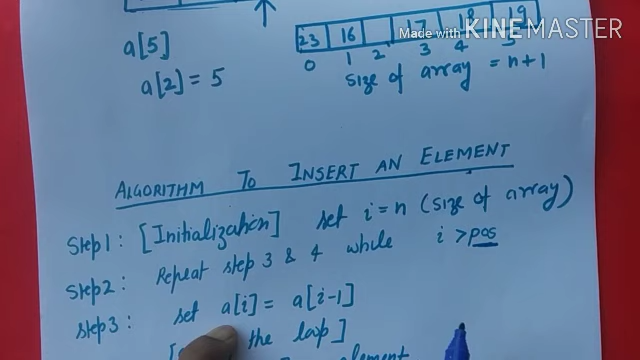 Made with KINEMASTER
a[5]
23 16 17 18 19
0 1 2 3 4
a[2] = 5
size of array = n+1
ALGORITHM TO INSERT AN ELEMENT
Step1: [Initialization] set i=n (size of array)
Step2: Repeat step 3 & 4 while i >pos
step3: set a[i] = a[i-1]
the loop]
element